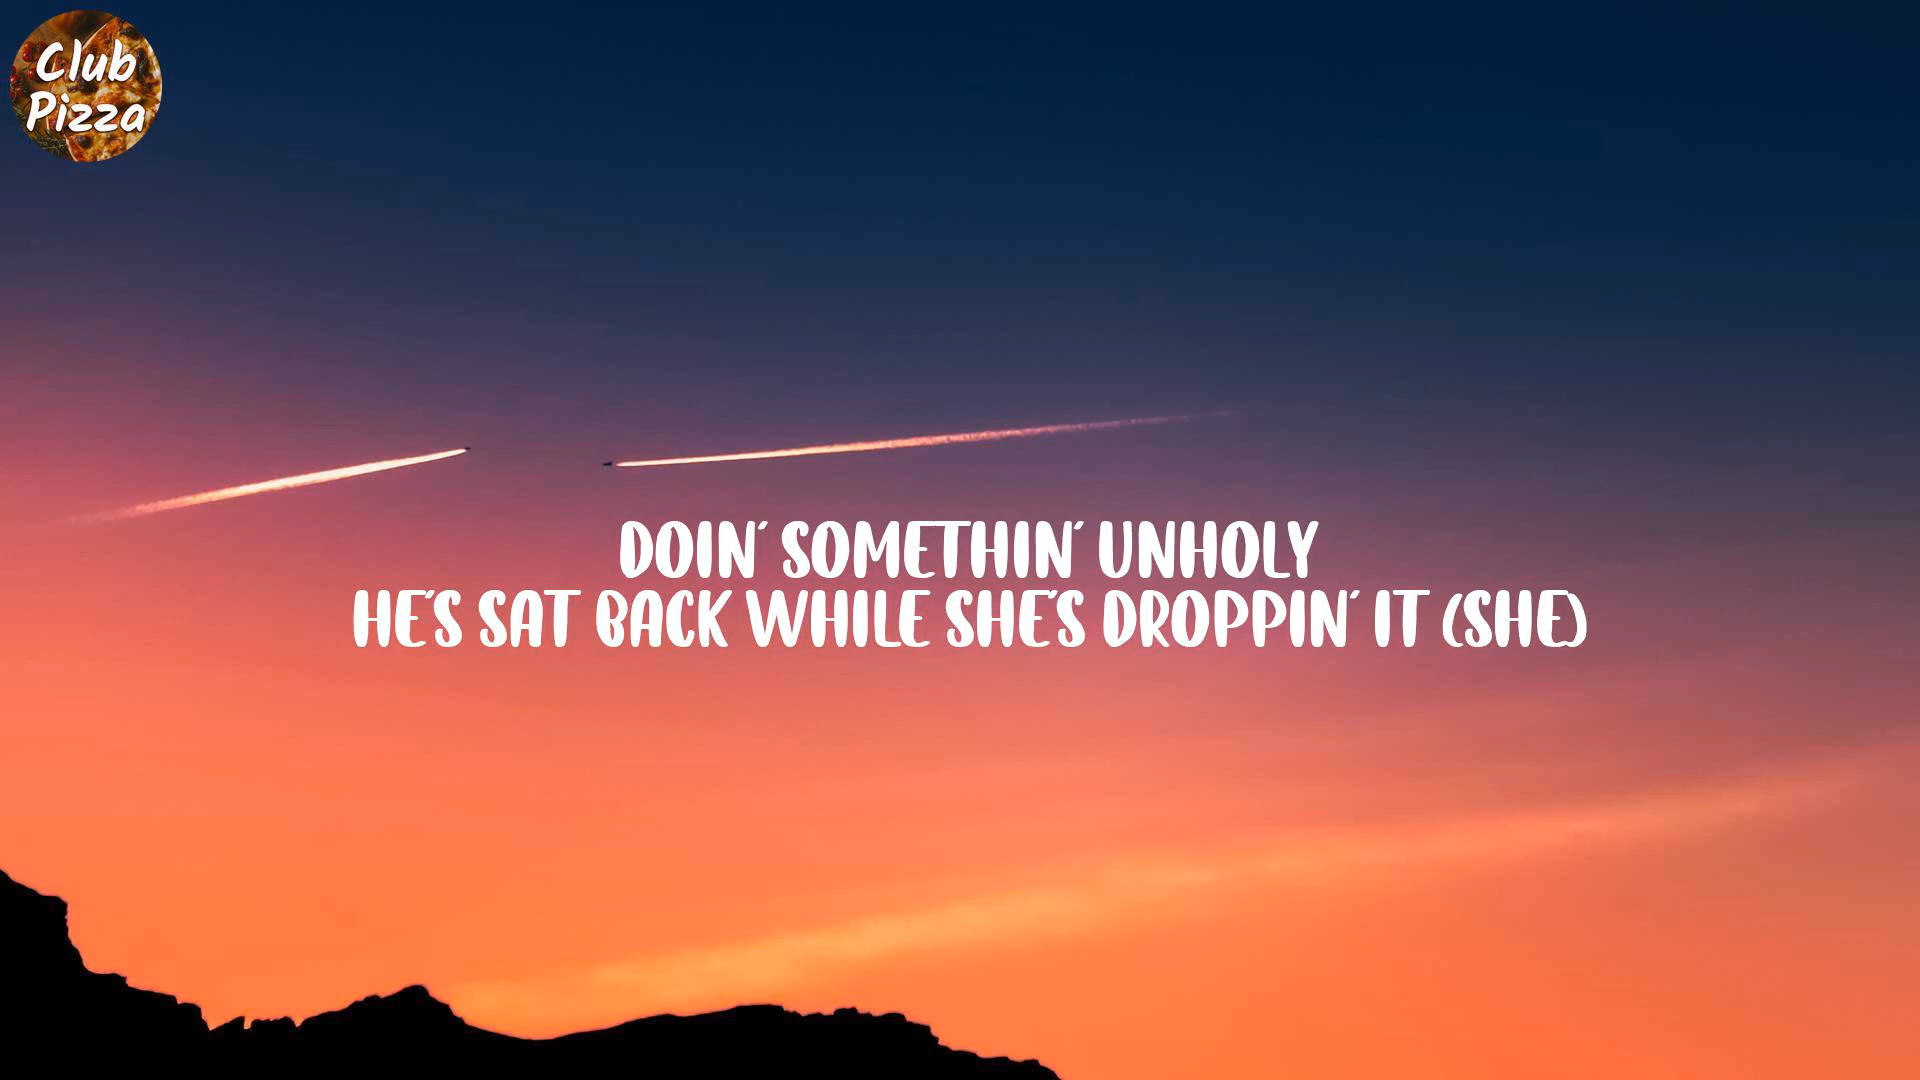 Club
Pizza
DOIN' SOMETHIN' UNHOLY
HE'S SAT BACK WHILE SHE'S DROPPIN' IT (SHE)